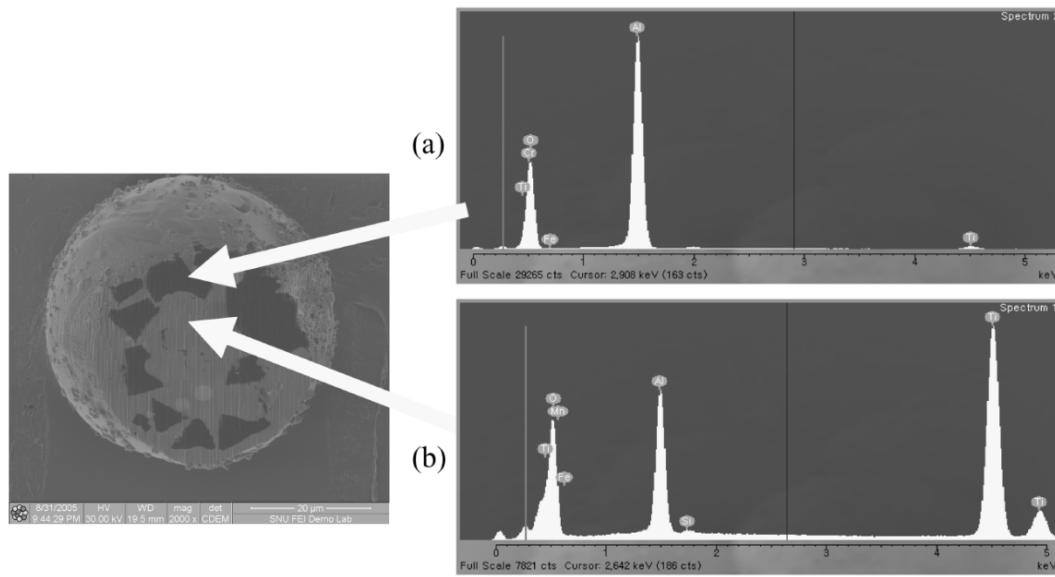 (a)
Spectrum 2
Al
O
Cr
Ti
Fe
Ti
0 1 2 3 4 5
Full Scale 29265 cts Cursor: 2,908 keV (163 cts) keV
8/31/2005 HV WD mag det 20 µm
9:44:29 PM 30.00 kV 19.5 mm 2000 x CDEM SNU FEI Demo Lab
(b)
Spectrum 1
Ti
Al
O
Mn
Ti
Fe
Si
Ti
0 1 2 3 4 5
Full Scale 7821 cts Cursor: 2,642 keV (186 cts) keV